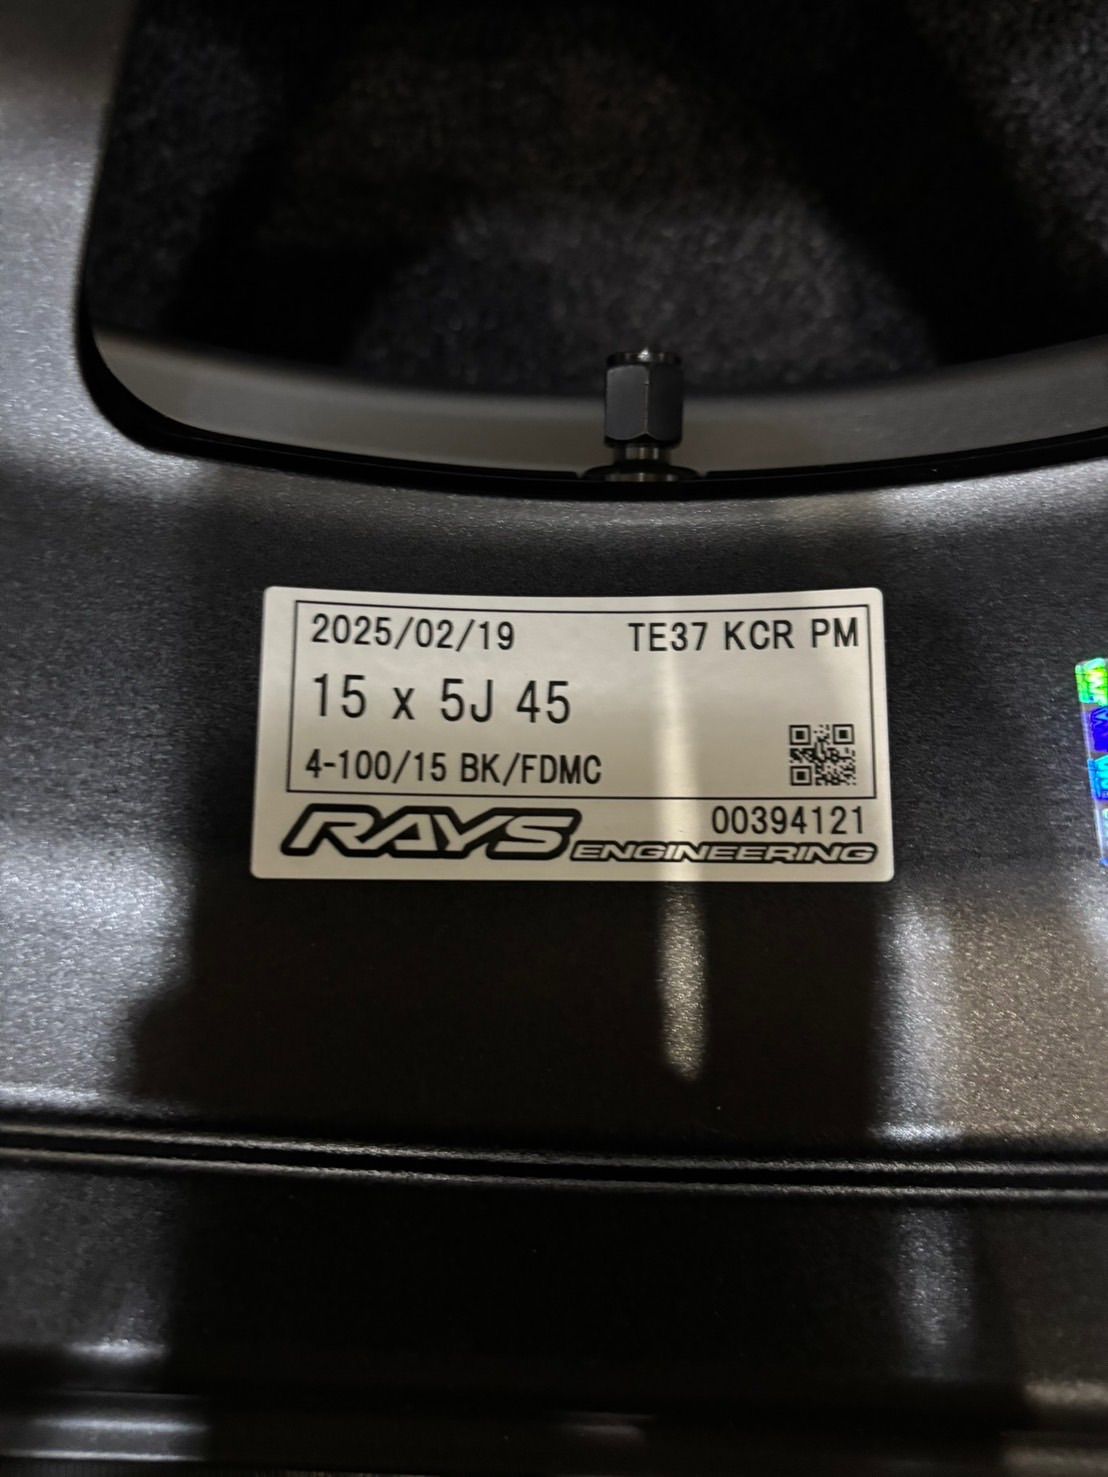 2025/02/19 TE37 KCR PM
15 x 5J 45
4-100/15 BK/FDMC
00394121
RAYS ENGINEERING